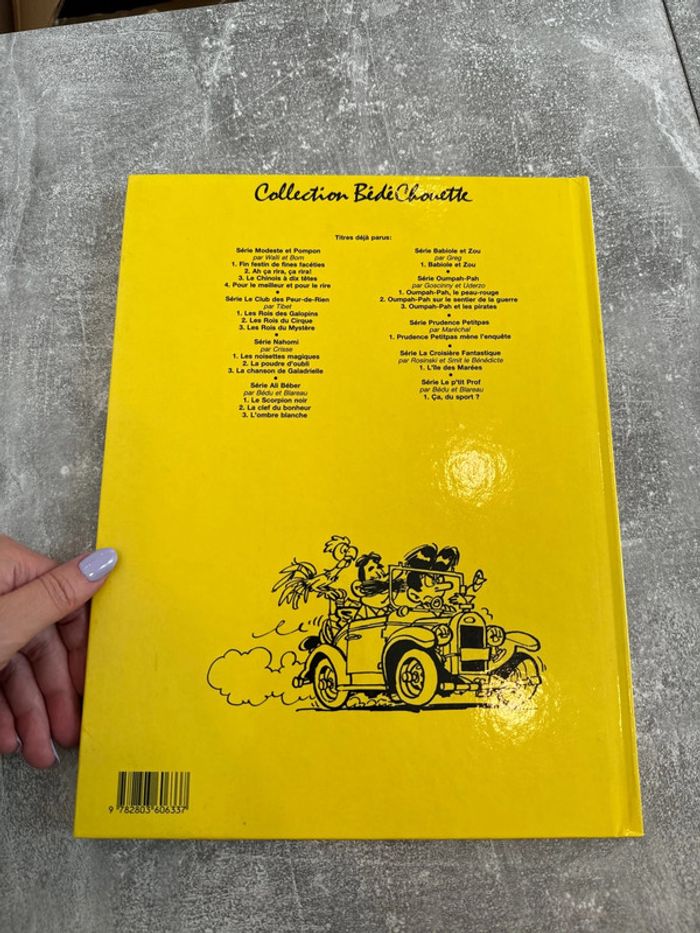 Collection BédéChouette
Titres déjà parus:
Série Modeste et Pompon
par Walli et Bom
1. Fin festin de fines facéties
2. Ah ça rira, ça rira!
3. Le Chinois à dix têtes
4. Pour le meilleur et pour le rire
•
Série Le Club des Peur-de-Rien
par Tibet
1. Les Rois des Galopins
2. Les Rois du Cirque
3. Les Rois du Mystère
•
Série Nahomi
par Crisse
1. Les noisettes magiques
2. La poudre d'oubli
3. La chanson de Galadrielle
•
Série Ali Béber
par Bédu et Blareau
1. Le Scorpion noir
2. La clef du bonheur
3. L'ombre blanche
Série Babiole et Zou
par Greg
1. Babiole et Zou
•
Série Oumpah-Pah
par Goscinny et Uderzo
1. Oumpah-Pah, le peau-rouge
2. Oumpah-Pah sur le sentier de la guerre
3. Oumpah-Pah et les pirates
•
Série Prudence Petitpas
par Maréchal
1. Prudence Petitpas mène l'enquête
•
Série La Croisière Fantastique
par Rosinski et Smit le Bénédicte
1. L'île des Marées
•
Série Le p'tit Prof
par Bédu et Blareau
1. Ça, du sport ?
9 782803 606337